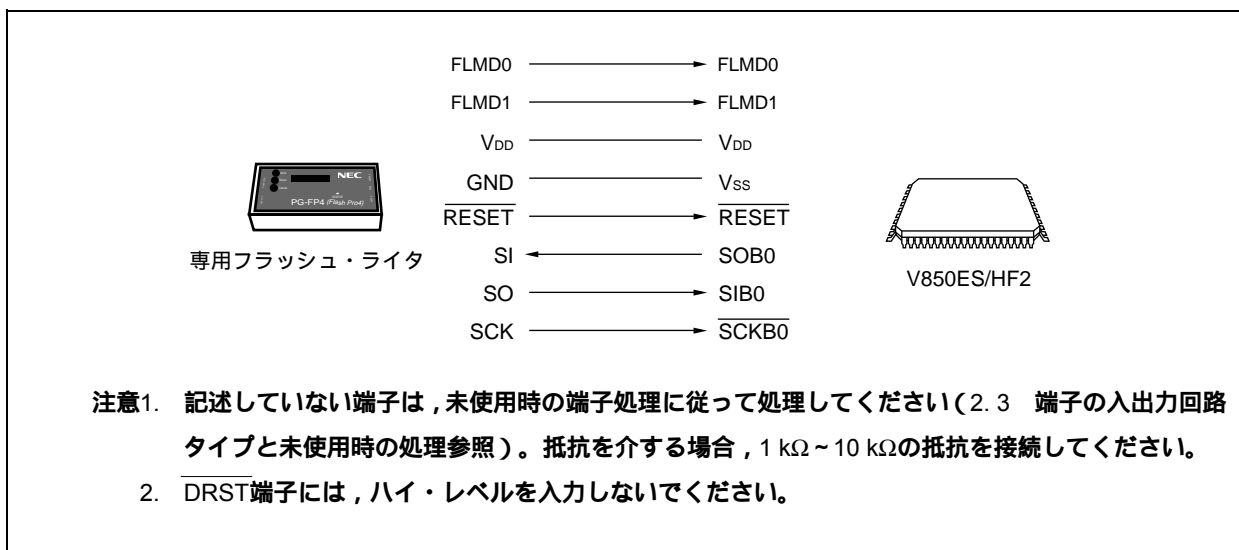 FLMD0 FLMD0
FLMD1 FLMD1
VDD VDD
GND VSS
RESET RESET
SI SOB0
SO SIB0
SCK SCKB0
NEC
PG-FP4 (Flash Pro4)
専用フラッシュ・ライタ
V850ES/HF2
注意1. 記述していない端子は，未使用時の端子処理に従って処理してください（2. 3 端子の入出力回路
タイプと未使用時の処理参照）。抵抗を介する場合，1 kΩ~10 kΩの抵抗を接続してください。
2. DRST端子には，ハイ・レベルを入力しないでください。